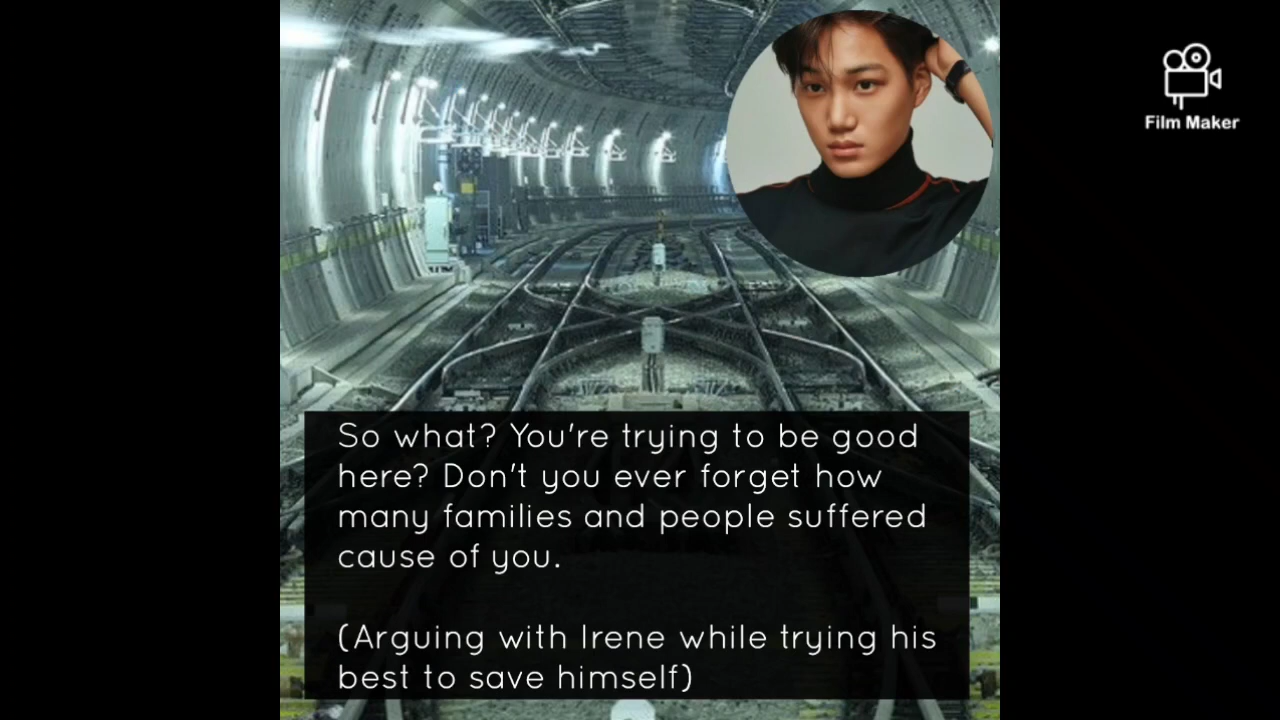 Film Maker
So what? You're trying to be good
here? Don't you ever forget how
many families and people suffered
cause of you.
(Arguing with Irene while trying his
best to save himself)